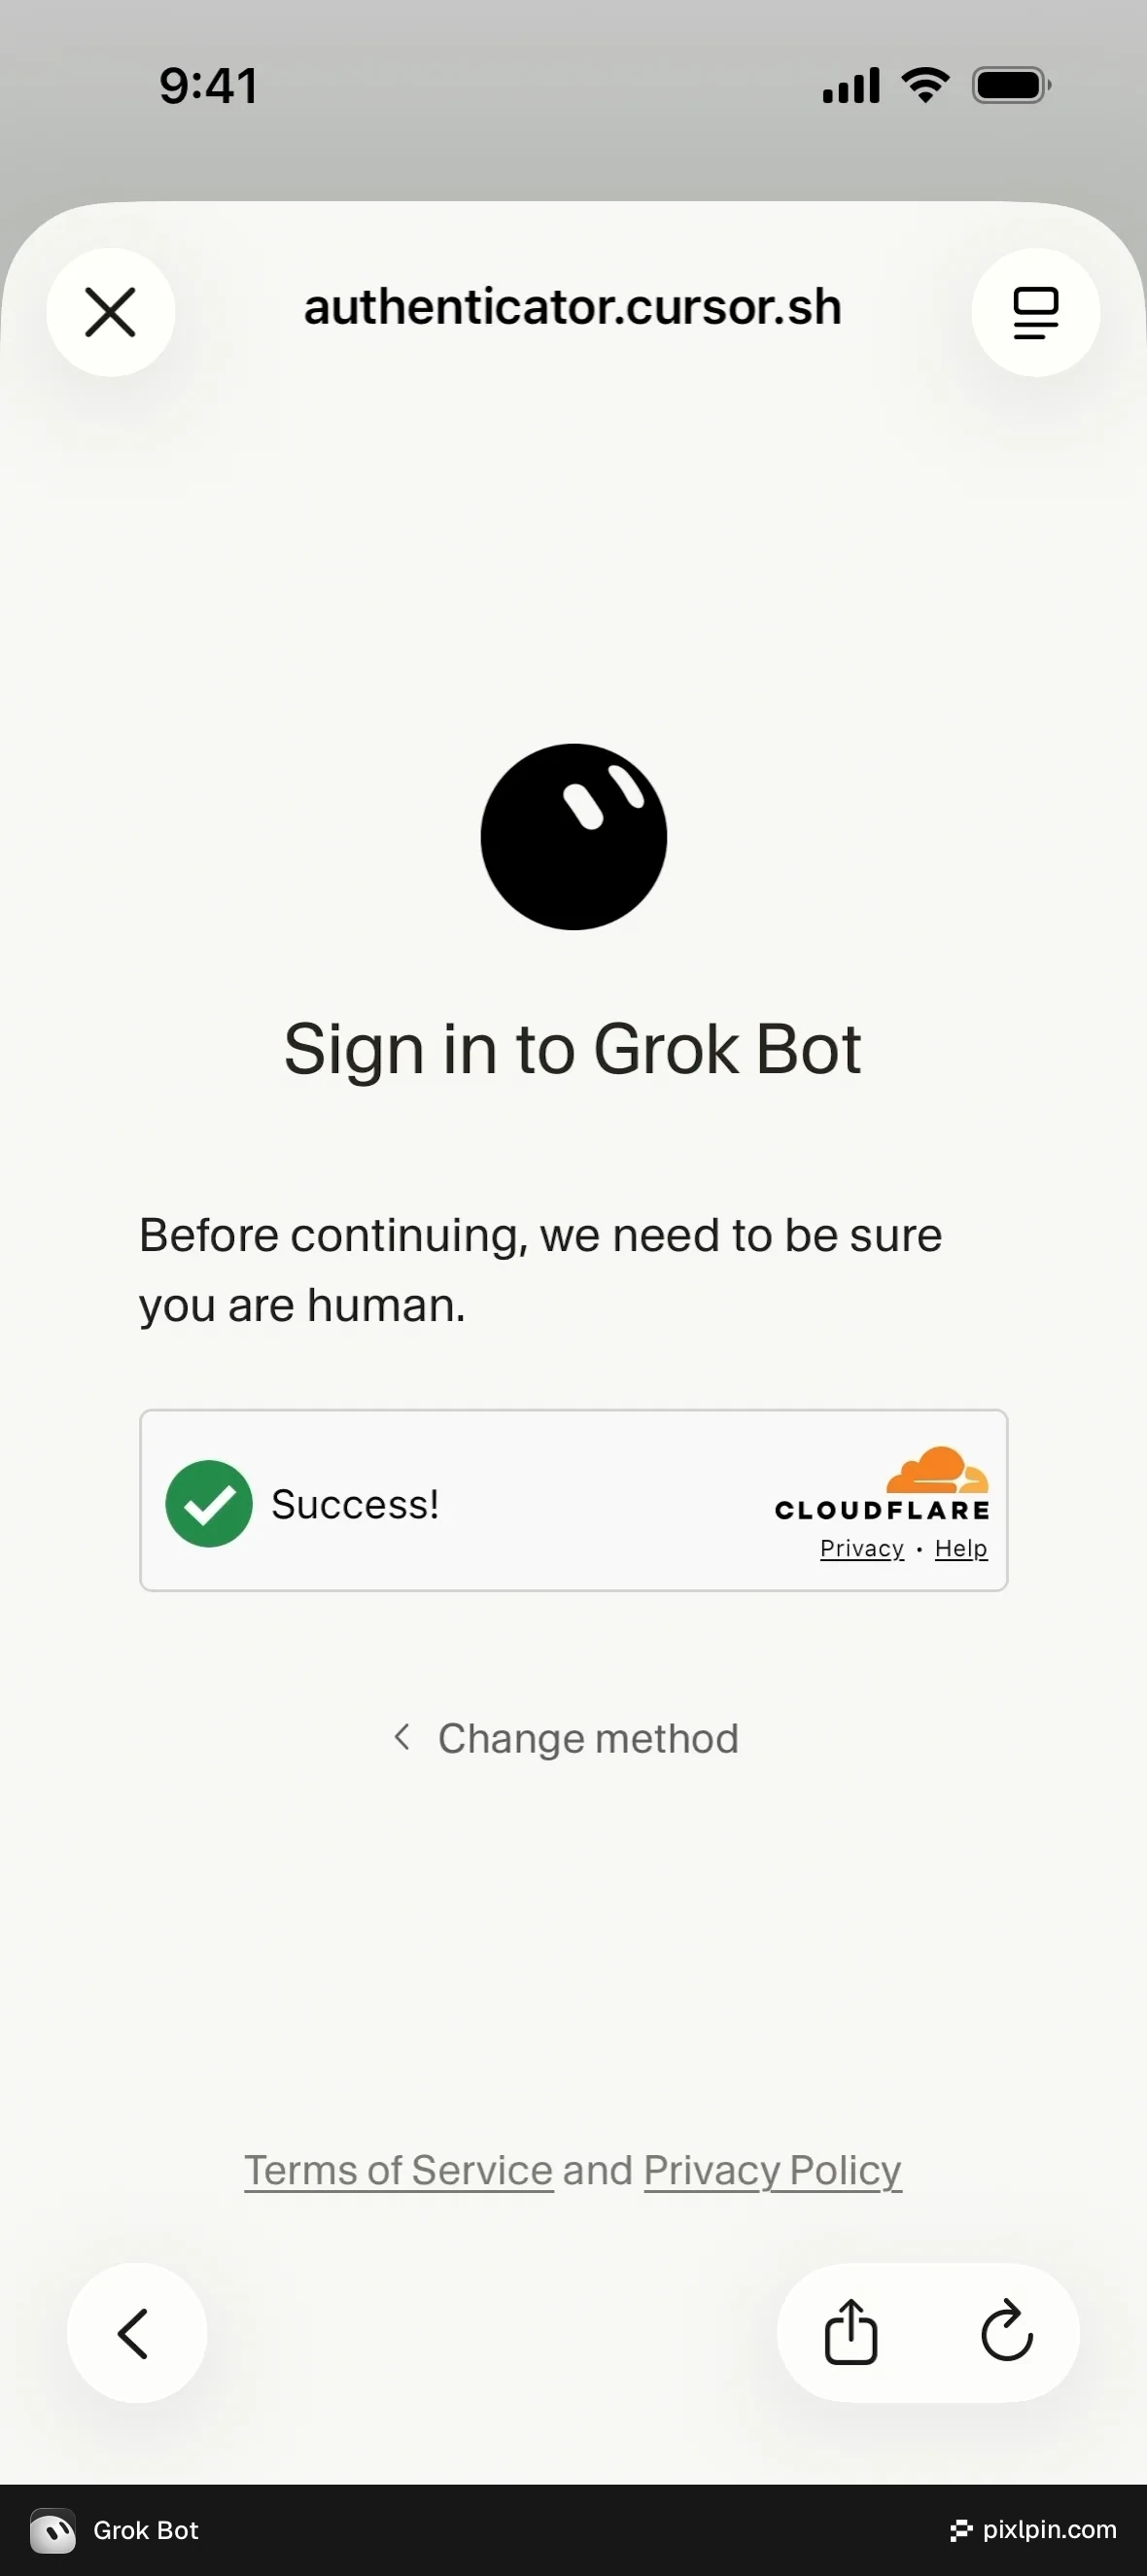 9:41
authenticator.cursor.sh
Sign in to Grok Bot
Before continuing, we need to be sure
you are human.
Success!
CLOUDFLARE
Privacy • Help
Change method
Terms of Service and Privacy Policy
Grok Bot
pixlpin.com